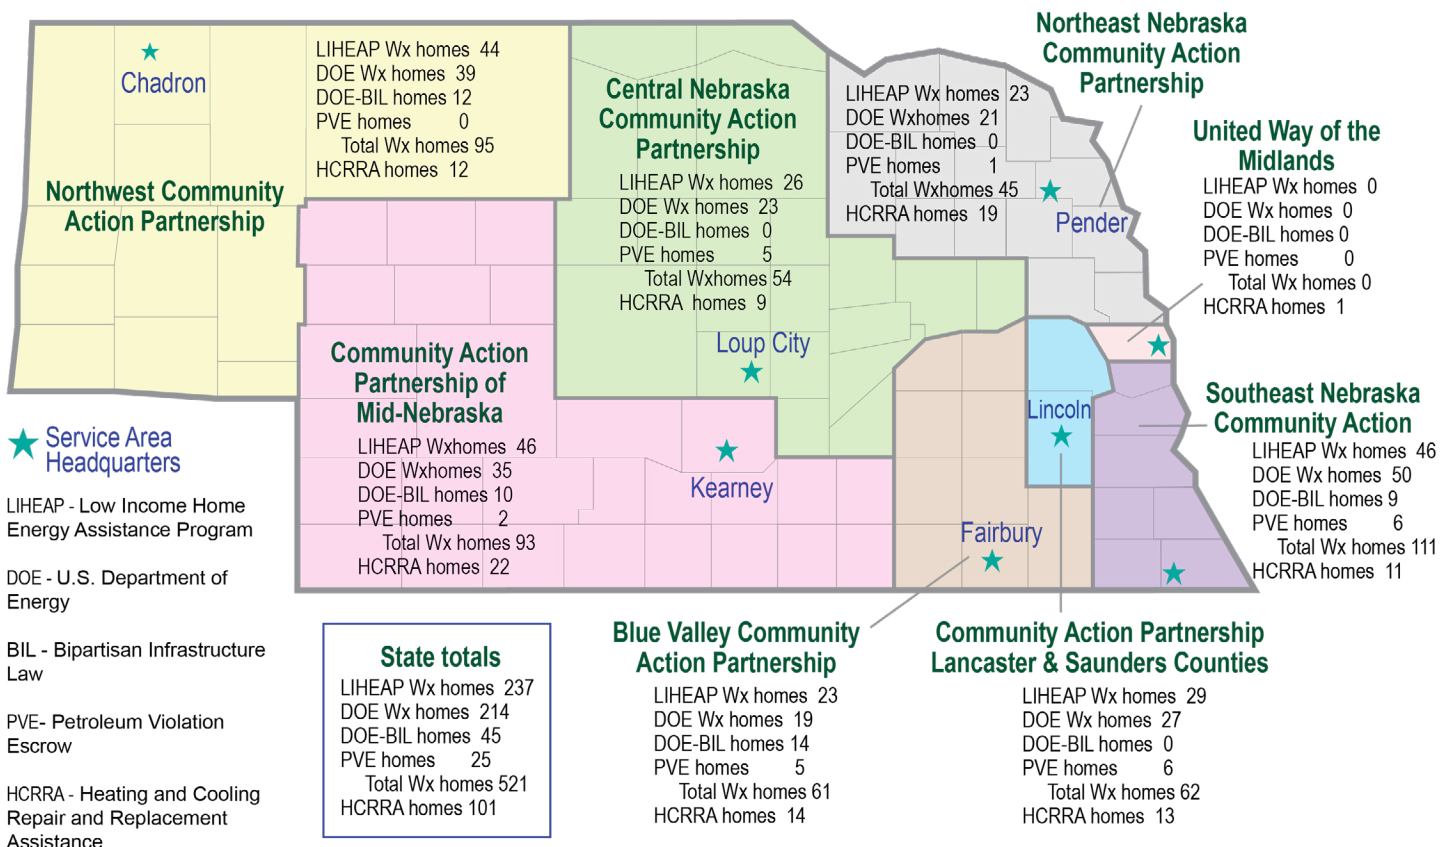 Chadron
Northwest Community
Action Partnership
LIHEAP Wx homes 44
DOE Wx homes 39
DOE-BIL homes 12
PVE homes 0
Total Wx homes 95
HCRRA homes 12
Central Nebraska
Community Action
Partnership
LIHEAP Wx homes 26
DOE Wx homes 23
DOE-BIL homes 0
PVE homes 5
Total Wxhomes 54
HCRRA homes 9
Loup City
Northeast Nebraska
Community Action
Partnership
LIHEAP Wx homes 23
DOE Wxhomes 21
DOE-BIL homes 0
PVE homes 1
Total Wxhomes 45
HCRRA homes 19
Pender
United Way of the
Midlands
LIHEAP Wx homes 0
DOE Wx homes 0
DOE-BIL homes 0
PVE homes 0
Total Wx homes 0
HCRRA homes 1
Community Action
Partnership of
Mid-Nebraska
LIHEAP Wxhomes 46
DOE Wxhomes 35
DOE-BIL homes 10
PVE homes 2
Total Wx homes 93
HCRRA homes 22
Kearney
Lincoln
Fairbury
Southeast Nebraska
Community Action
LIHEAP Wx homes 46
DOE Wx homes 50
DOE-BIL homes 9
PVE homes 6
Total Wx homes 111
HCRRA homes 11
Service Area
Headquarters
LIHEAP - Low Income Home
Energy Assistance Program
DOE - U.S. Department of
Energy
BIL - Bipartisan Infrastructure
Law
PVE- Petroleum Violation
Escrow
HCRRA - Heating and Cooling
Repair and Replacement
Assistance
State totals
LIHEAP Wx homes 237
DOE Wx homes 214
DOE-BIL homes 45
PVE homes 25
Total Wx homes 521
HCRRA homes 101
Blue Valley Community
Action Partnership
LIHEAP Wx homes 23
DOE Wx homes 19
DOE-BIL homes 14
PVE homes 5
Total Wx homes 61
HCRRA homes 14
Community Action Partnership
Lancaster & Saunders Counties
LIHEAP Wx homes 29
DOE Wx homes 27
DOE-BIL homes 0
PVE homes 6
Total Wx homes 62
HCRRA homes 13